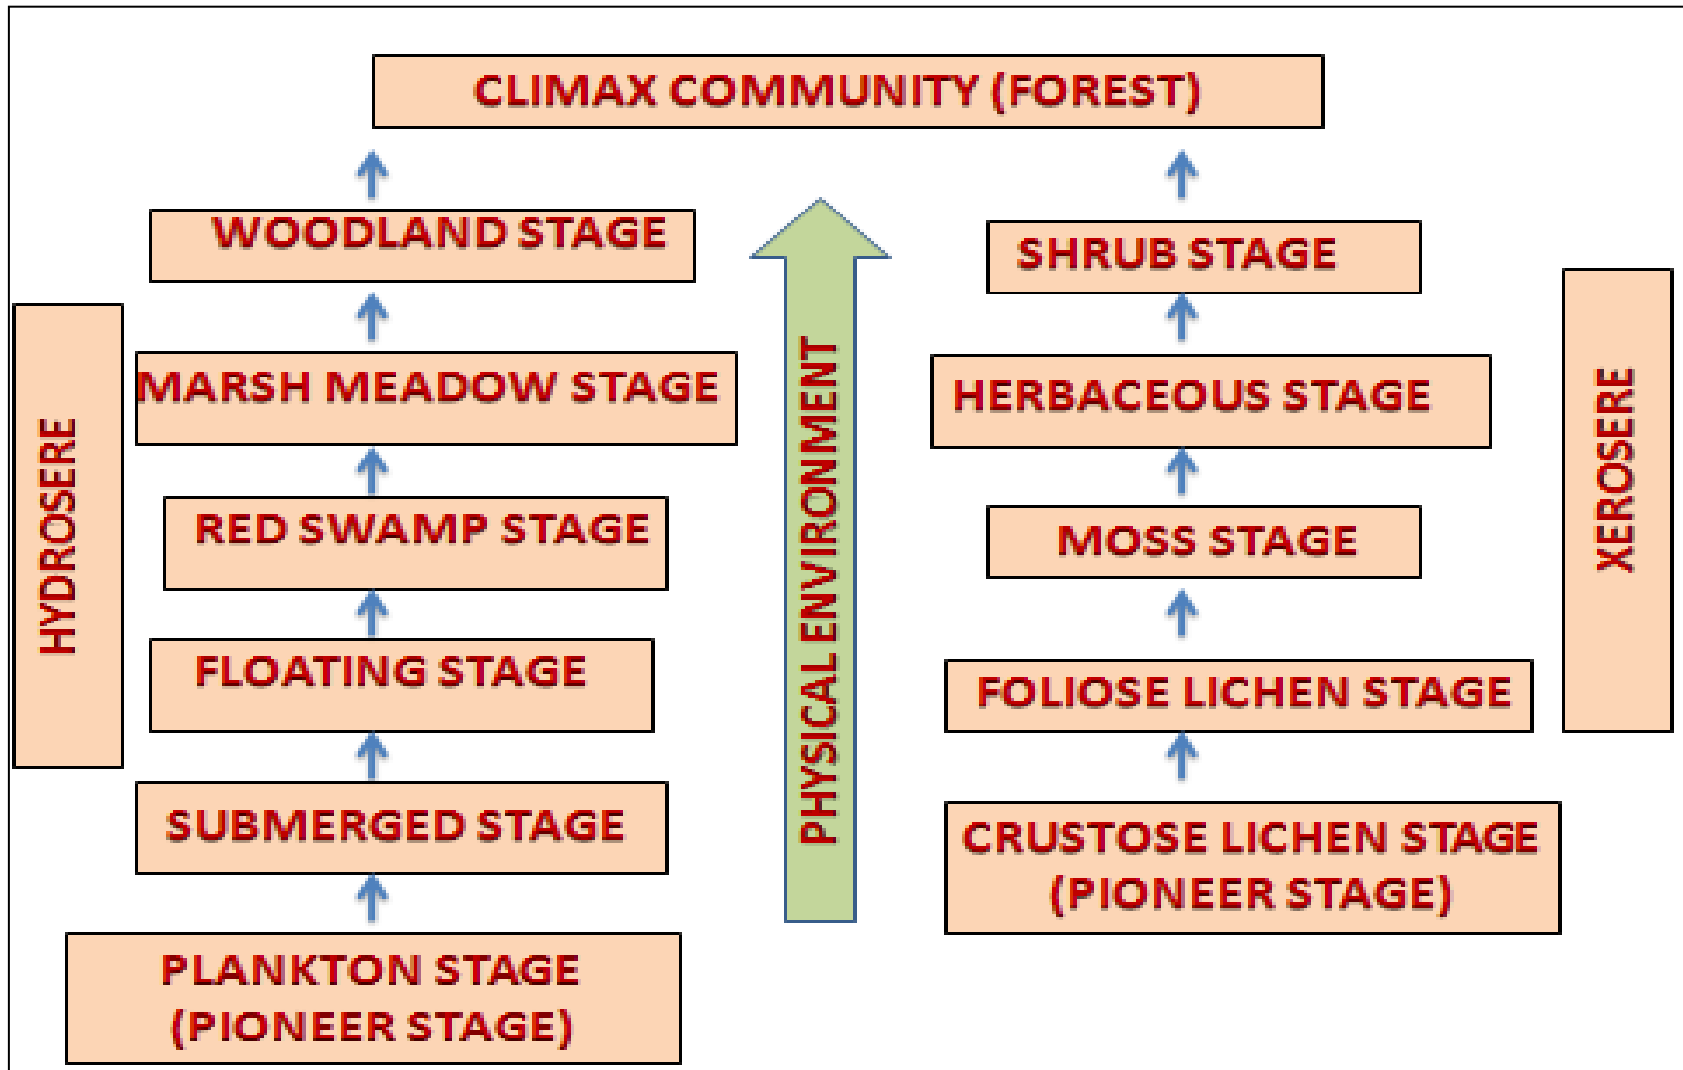 CLIMAX COMMUNITY (FOREST)
WOODLAND STAGE
MARSH MEADOW STAGE
RED SWAMP STAGE
FLOATING STAGE
SUBMERGED STAGE
PLANKTON STAGE
(PIONEER STAGE)
HYDROSERE
PHYSICAL ENVIRONMENT
SHRUB STAGE
HERBACEOUS STAGE
MOSS STAGE
FOLIOSE LICHEN STAGE
CRUSTOSE LICHEN STAGE
(PIONEER STAGE)
XEROSERE